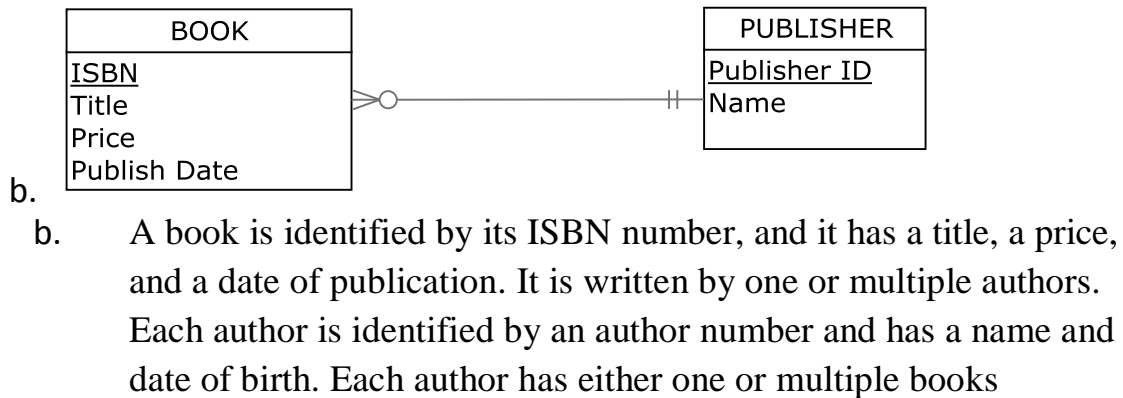 BOOK
ISBN
Title
Price
Publish Date
PUBLISHER
Publisher ID
Name
b.
b. A book is identified by its ISBN number, and it has a title, a price,
and a date of publication. It is written by one or multiple authors.
Each author is identified by an author number and has a name and
date of birth. Each author has either one or multiple books